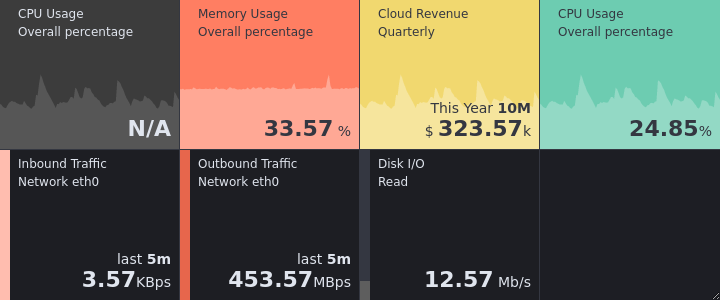 CPU Usage
Overall percentage
N/A
Memory Usage
Overall percentage
33.57 %
Cloud Revenue
Quarterly
This Year 10M
$ 323.57k
CPU Usage
Overall percentage
24.85%
Inbound Traffic
Network eth0
last 5m
3.57KBps
Outbound Traffic
Network eth0
last 5m
453.57MBps
Disk I/O
Read
12.57 Mb/s